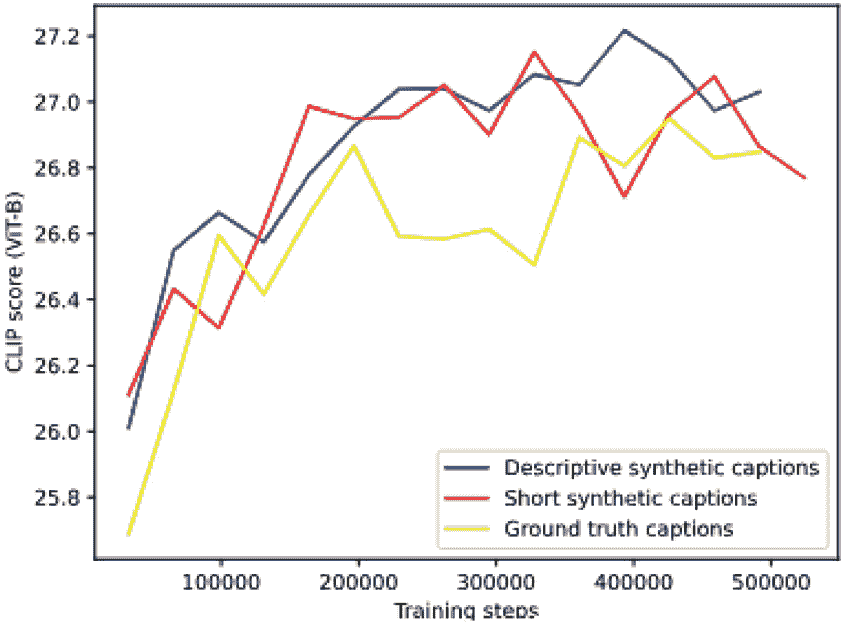 27.2
27.0
26.8
26.6
26.4
26.2
26.0
25.8
CLIP score (ViT-B)
Descriptive synthetic captions
Short synthetic captions
Ground truth captions
100000 200000 300000 400000 500000
Training steps